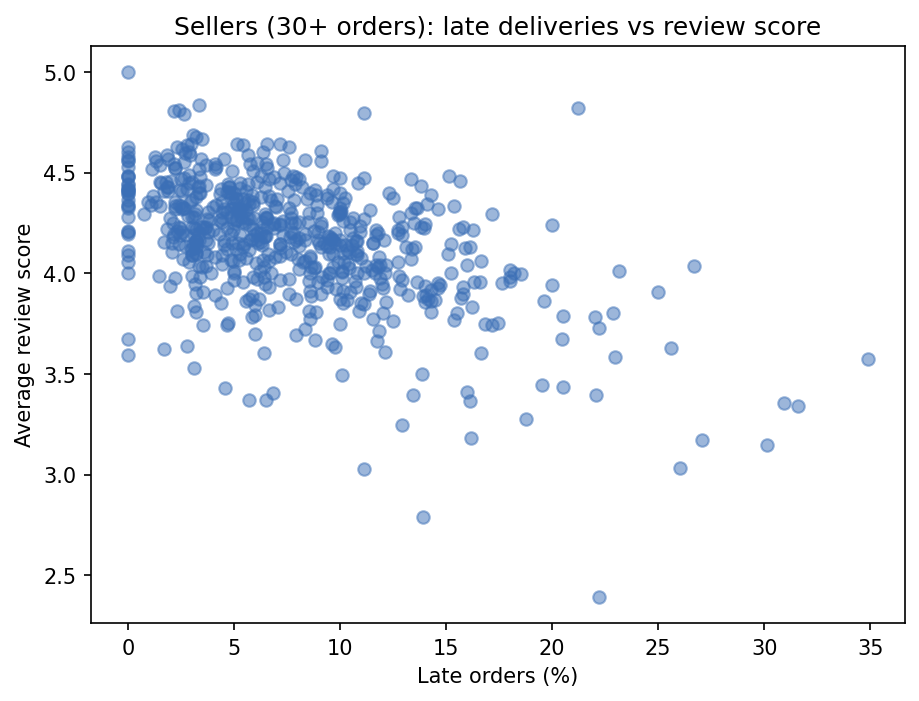 Sellers (30+ orders): late deliveries vs review score
5.0
4.5
4.0
3.5
3.0
2.5
Average review score
0 5 10 15 20 25 30 35
Late orders (%)